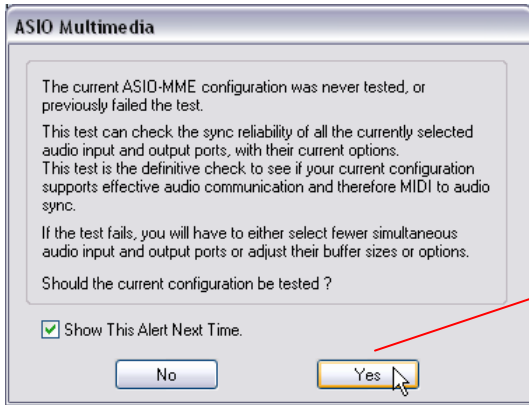 ASIO Multimedia
The current ASIO-MME configuration was never tested, or
previously failed the test.
This test can check the sync reliability of all the currently selected
audio input and output ports, with their current options.
This test is the definitive check to see if your current configuration
supports effective audio communication and therefore MIDI to audio
sync.
If the test fails, you will have to either select fewer simultaneous
audio input and output ports or adjust their buffer sizes or options.
Should the current configuration be tested ?
Show This Alert Next Time.
No
Yes